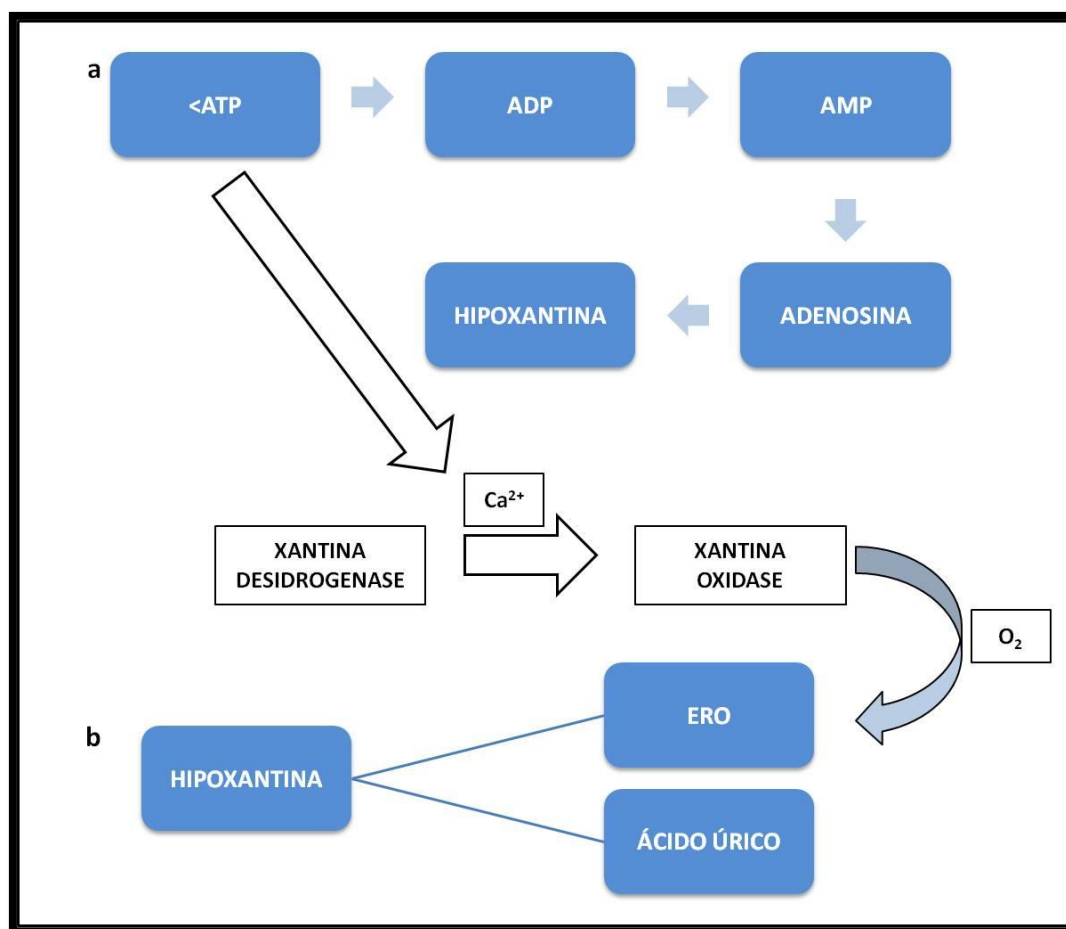 a
<ATP
ADP
AMP
HIPOXANTINA
ADENOSINA
Ca²⁺
XANTINA
DESIDROGENASE
XANTINA
OXIDASE
O₂
b
HIPOXANTINA
ERO
ÁCIDO ÚRICO